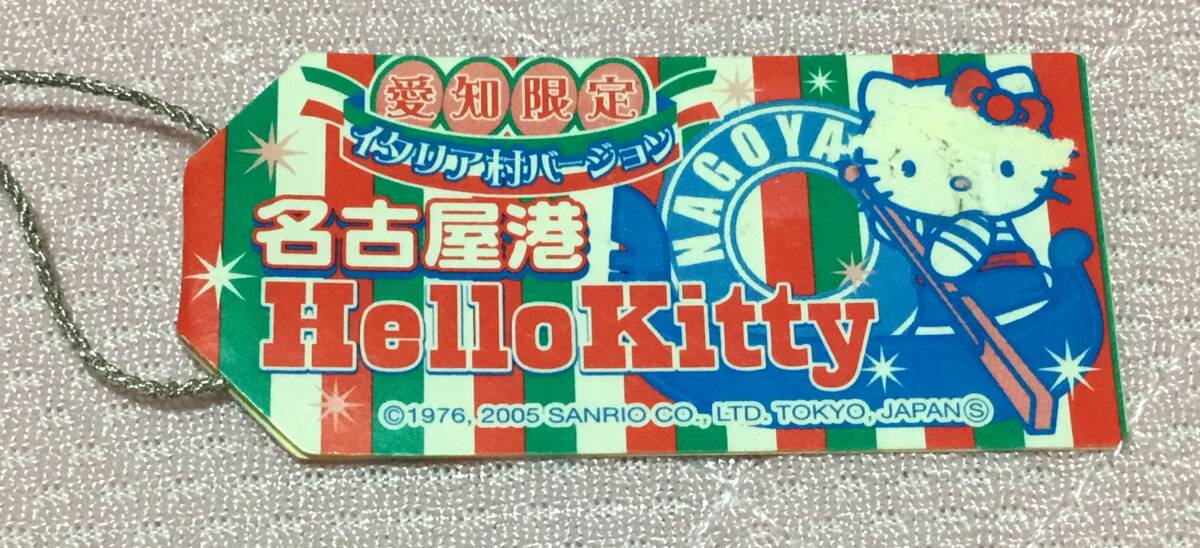 愛知限定
イタリア村バージョン
名古屋港
HelloKitty
NAGOYA
©1976, 2005 SANRIO CO., LTD. TOKYO, JAPANⓈ